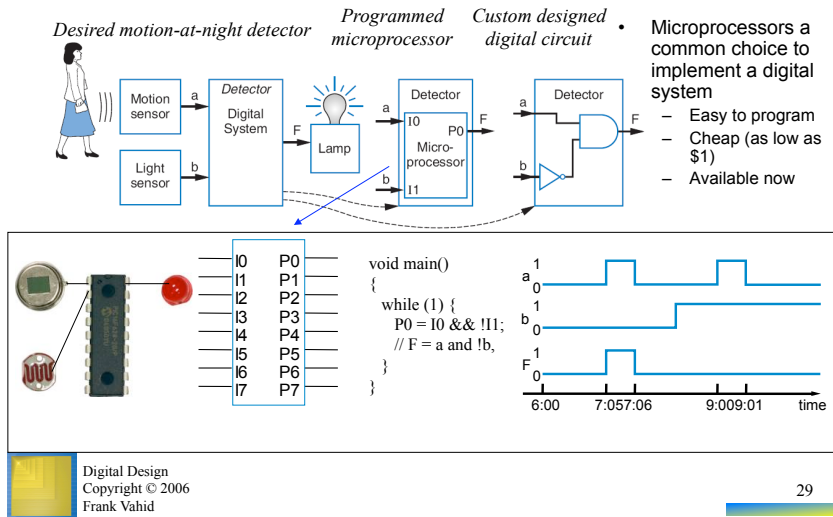 Desired motion-at-night detector
Programmed
microprocessor
Custom designed
digital circuit
• Microprocessors a
common choice to
implement a digital
system
– Easy to program
– Cheap (as low as
$1)
– Available now
Motion
sensor
a
Light
sensor
b
Detector
Digital
System
F
Lamp
Detector
a
I0
P0
F
Micro-
processor
b
I1
Detector
a
b
F
I0 P0
I1 P1
I2 P2
I3 P3
I4 P4
I5 P5
I6 P6
I7 P7
void main()
{
while (1) {
P0 = I0 && !I1;
// F = a and !b,
}
}
1
a
0
1
b
0
1
F
0
6:00 7:057:06 9:009:01 time
Digital Design
Copyright © 2006
Frank Vahid
29